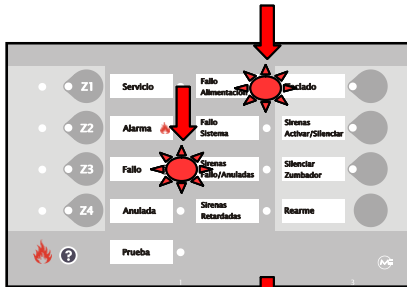 Z1 Servicio Fallo
Alimentación
Z2 Alarma Fallo
Sistema Sirenas
Activar/Silenciar
Z3 Fallo Sirenas
Fallo/Anuladas Silenciar
Zumbador
Z4 Anulada Sirenas
Retardadas Rearme
? Prueba